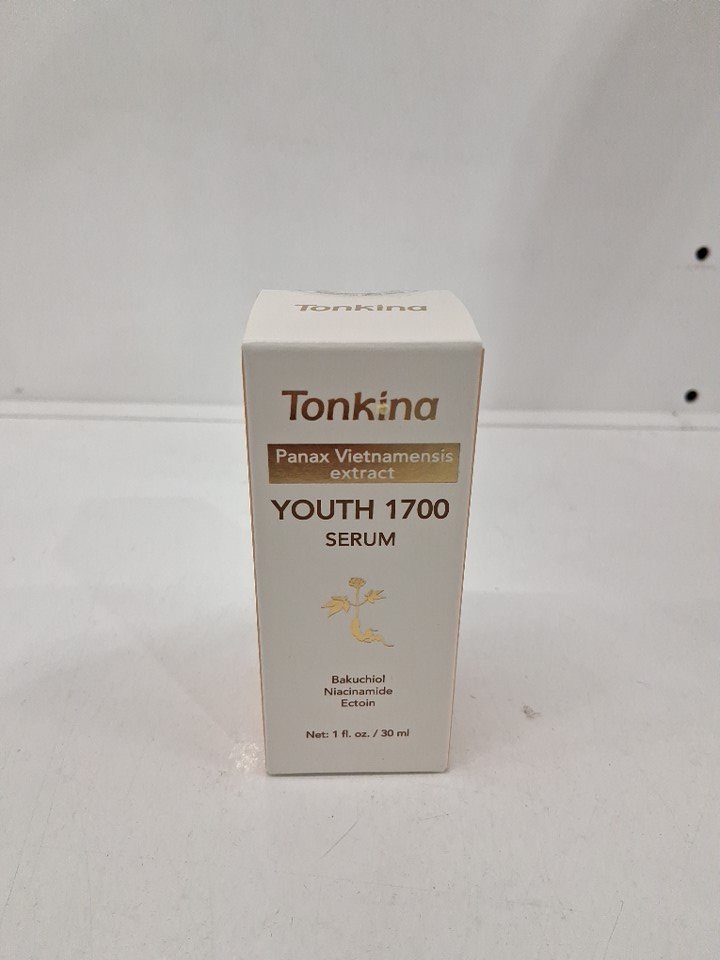 Tonkina
Tonkina
Panax Vietnamensis
extract
YOUTH 1700
SERUM
Bakuchiol
Niacinamide
Ectoin
Net: 1 fl. oz. / 30 ml